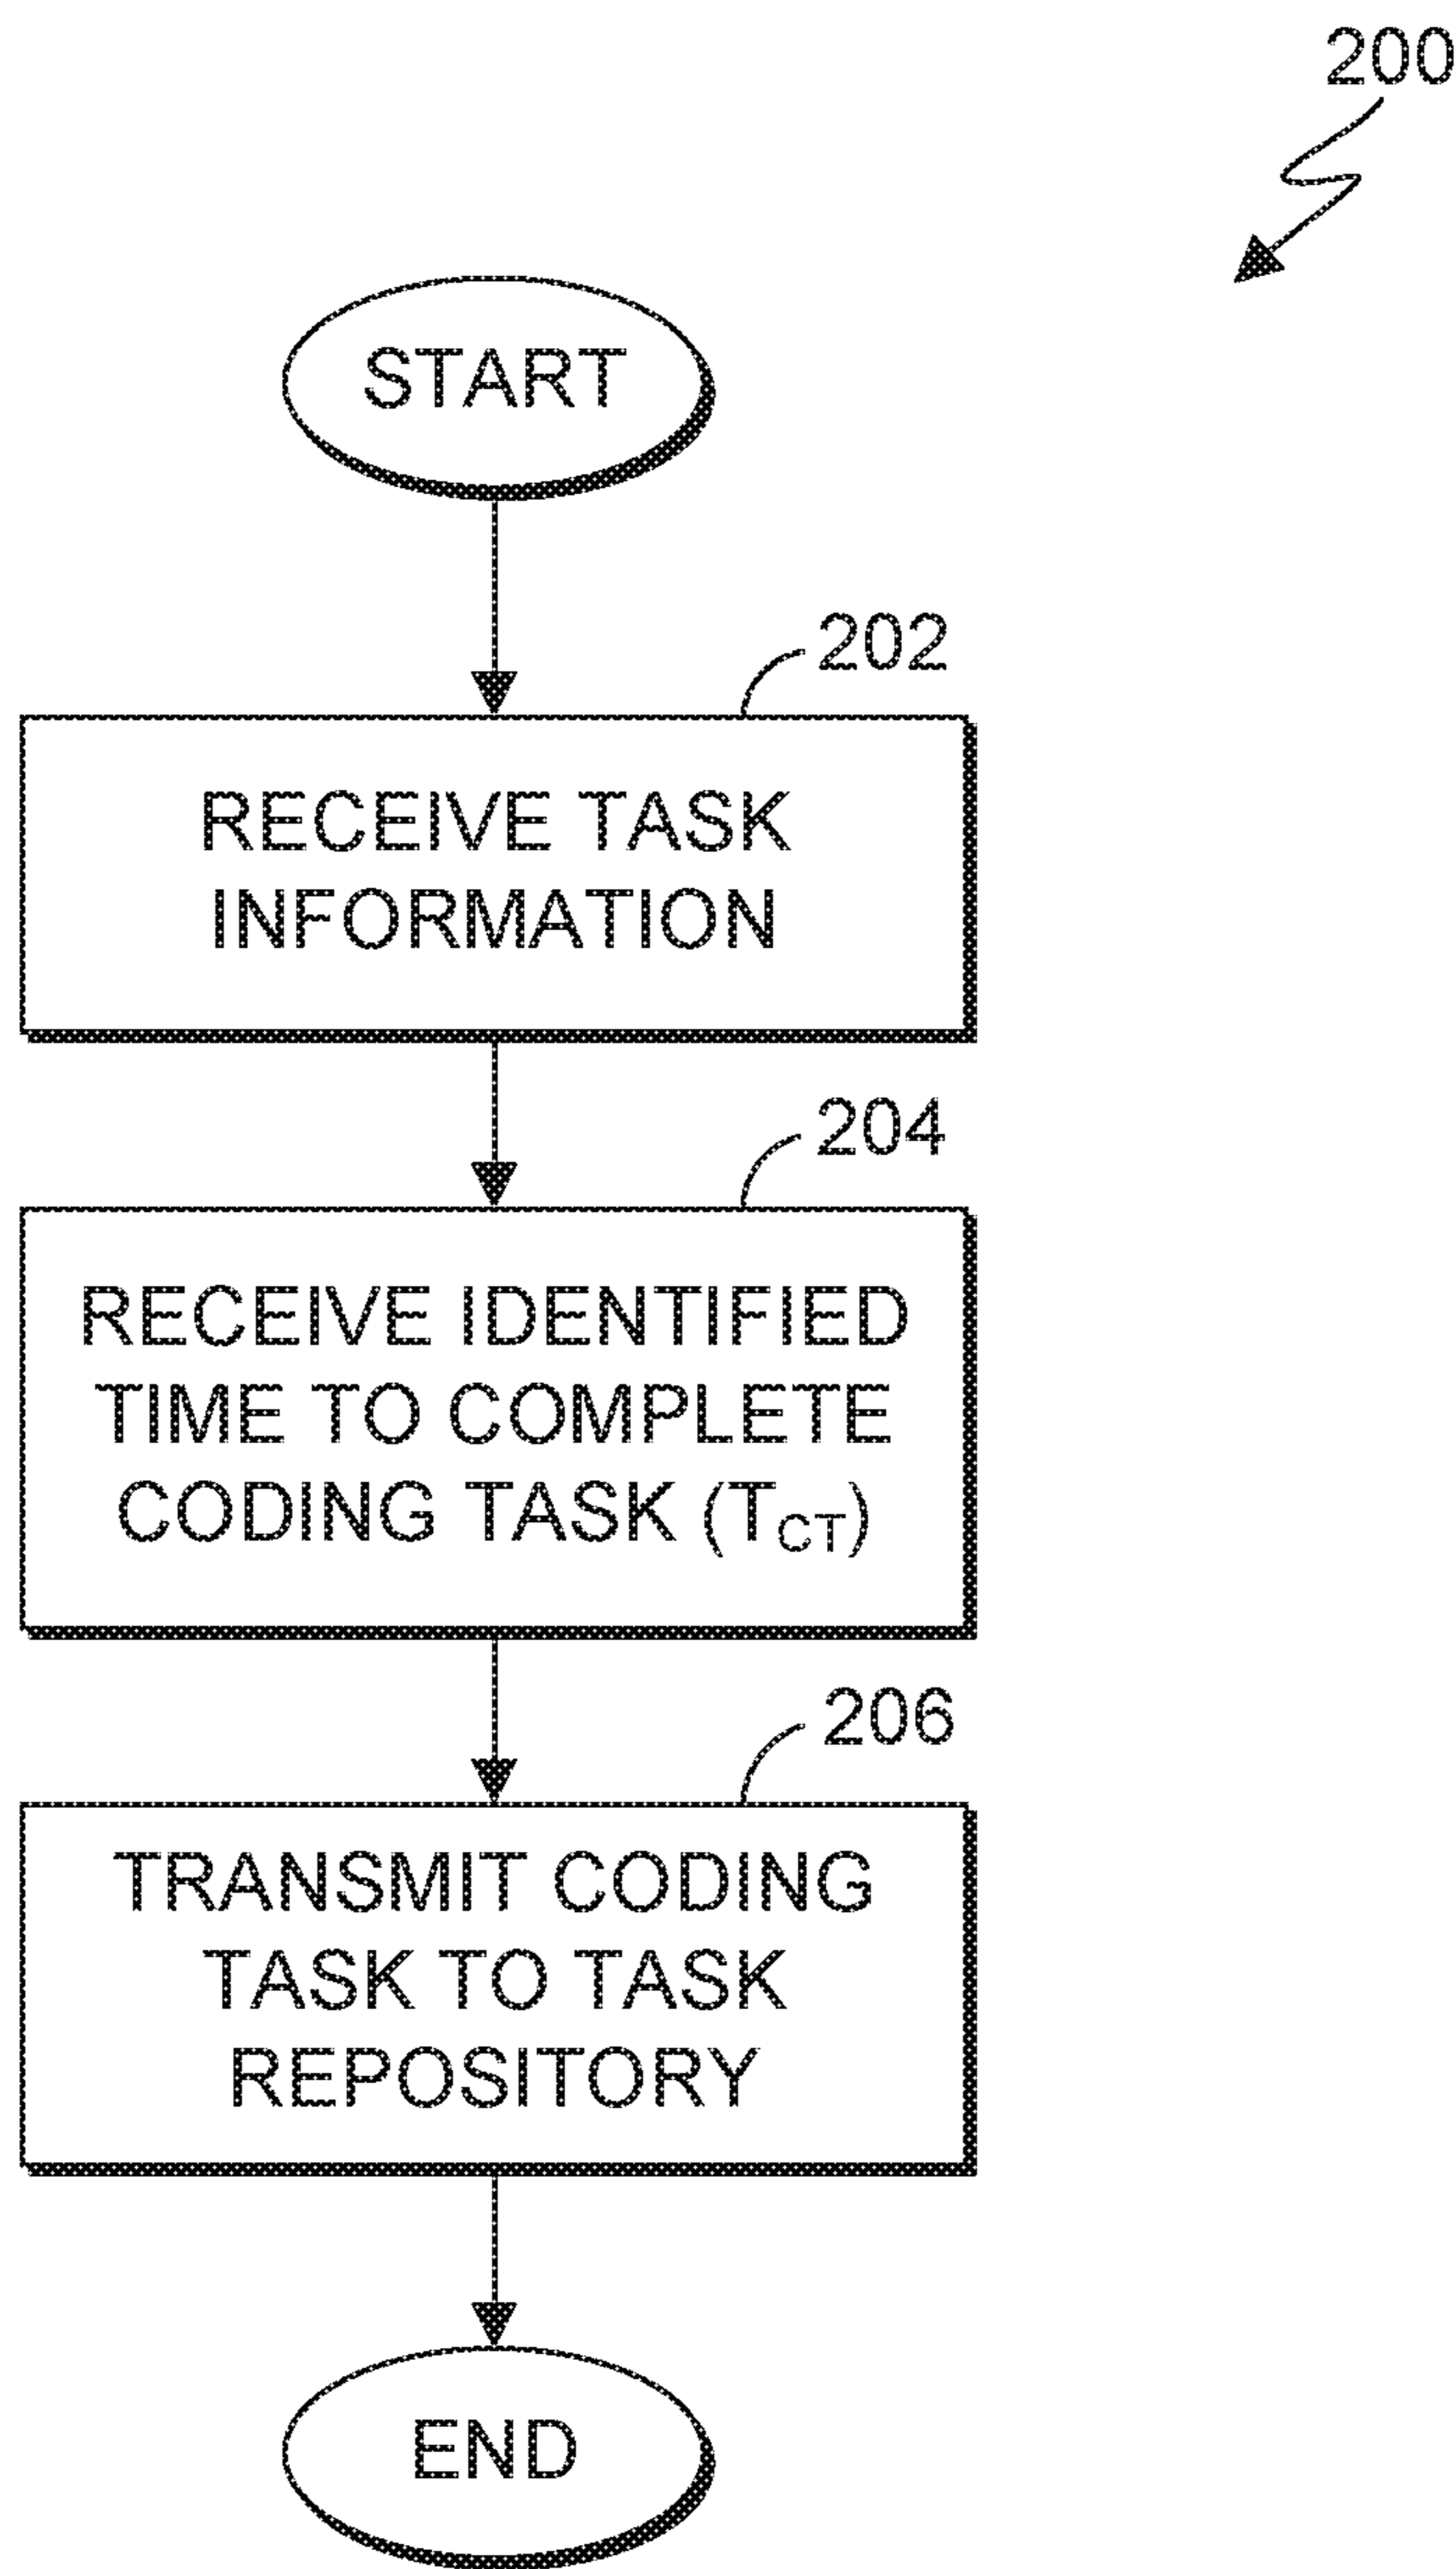 200
START
202
RECEIVE TASK
INFORMATION
204
RECEIVE IDENTIFIED
TIME TO COMPLETE
CODING TASK (TCT)
206
TRANSMIT CODING
TASK TO TASK
REPOSITORY
END